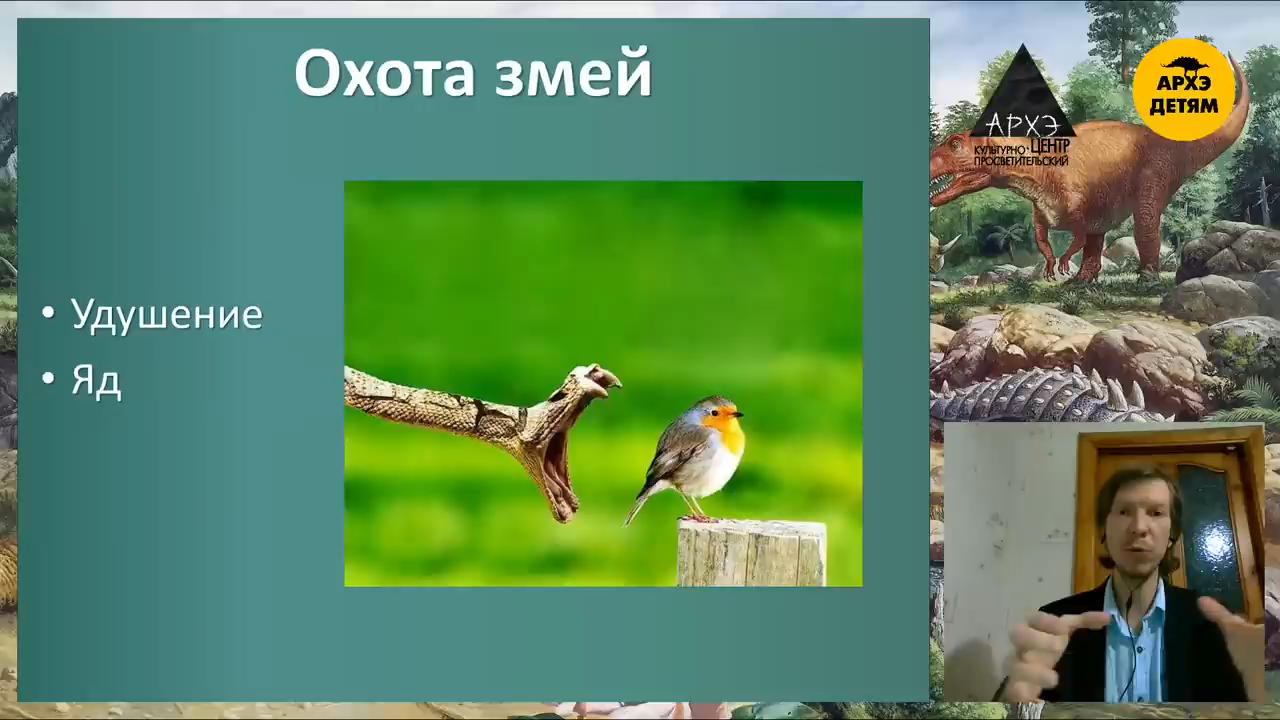 Охота змей
• Удушение
• Яд
АРХЭ
КУЛЬТУРНО-ЦЕНТР
ПРОСВЕТИТЕЛЬСКИЙ
АРХЭ
ДЕТЯМ